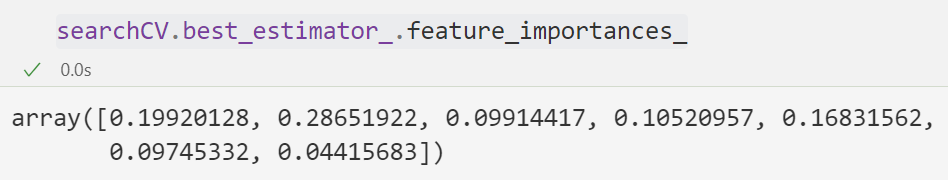 searchCV.best_estimator_.feature_importances_
✓ 0.0s
array([0.19920128, 0.28651922, 0.09914417, 0.10520957, 0.16831562,
0.09745332, 0.04415683])